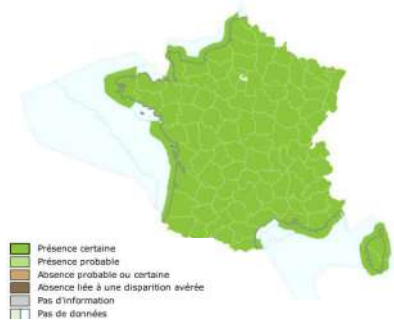 Présence certaine
Présence probable
Absence probable ou certaine
Absence liée à une disparition avérée
Pas d'information
Pas de données